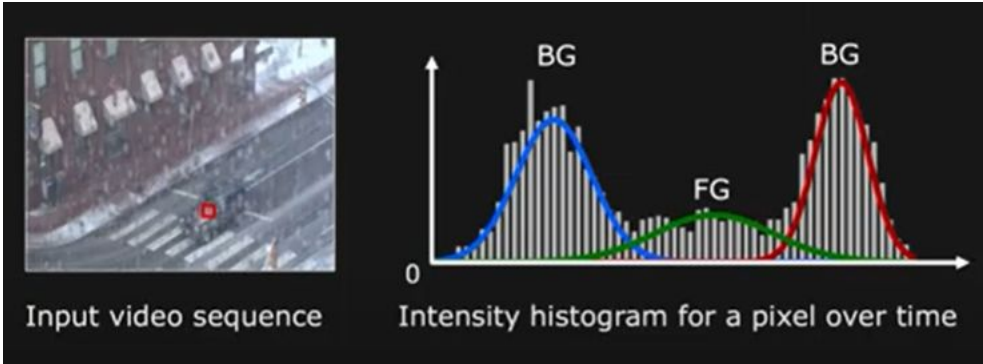 BG
BG
FG
0
Input video sequence
Intensity histogram for a pixel over time